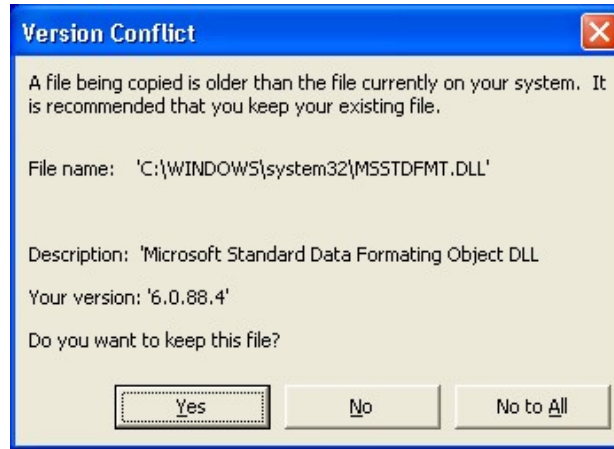 Version Conflict
A file being copied is older than the file currently on your system.  It
is recommended that you keep your existing file.
File name:   'C:\WINDOWS\system32\MSSTDFMT.DLL'
Description:  'Microsoft Standard Data Formating Object DLL
Your version: '6.0.88.4'
Do you want to keep this file?
Yes No No to All